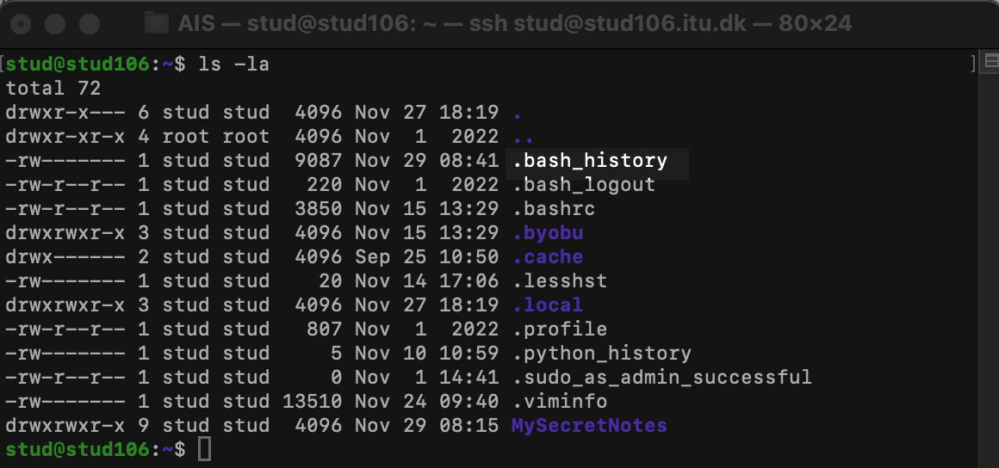 AIS — stud@stud106: ~ — ssh stud@stud106.itu.dk — 80×24
[stud@stud106:~$ ls -la ]
total 72
drwxr-x--- 6 stud stud  4096 Nov 27 18:19 .
drwxr-xr-x 4 root root  4096 Nov  1  2022 ..
-rw------- 1 stud stud  9087 Nov 29 08:41 .bash_history
-rw-r--r-- 1 stud stud   220 Nov  1  2022 .bash_logout
-rw-r--r-- 1 stud stud  3850 Nov 15 13:29 .bashrc
drwxrwxr-x 3 stud stud  4096 Nov 15 13:29 .byobu
drwx------ 2 stud stud  4096 Sep 25 10:50 .cache
-rw------- 1 stud stud    20 Nov 14 17:06 .lesshst
drwxrwxr-x 3 stud stud  4096 Nov 27 18:19 .local
-rw-r--r-- 1 stud stud   807 Nov  1  2022 .profile
-rw------- 1 stud stud     5 Nov 10 10:59 .python_history
-rw-r--r-- 1 stud stud     0 Nov  1 14:41 .sudo_as_admin_successful
-rw------- 1 stud stud 13510 Nov 24 09:40 .viminfo
drwxrwxr-x 9 stud stud  4096 Nov 29 08:15 MySecretNotes
stud@stud106:~$